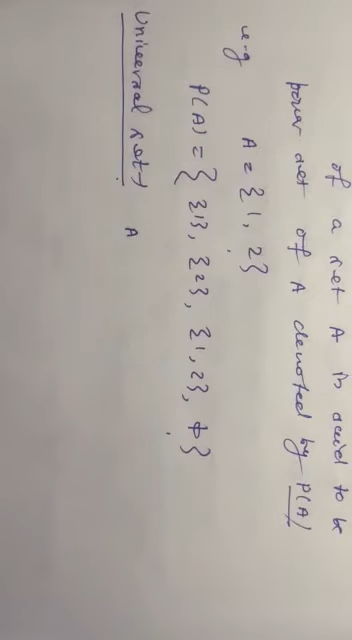 of a set A is said to be
power set of A denoted by P(A)
e.g A = {1, 2}
P(A) = { {1}, {2}, {1, 2}, φ}
Universal set → A